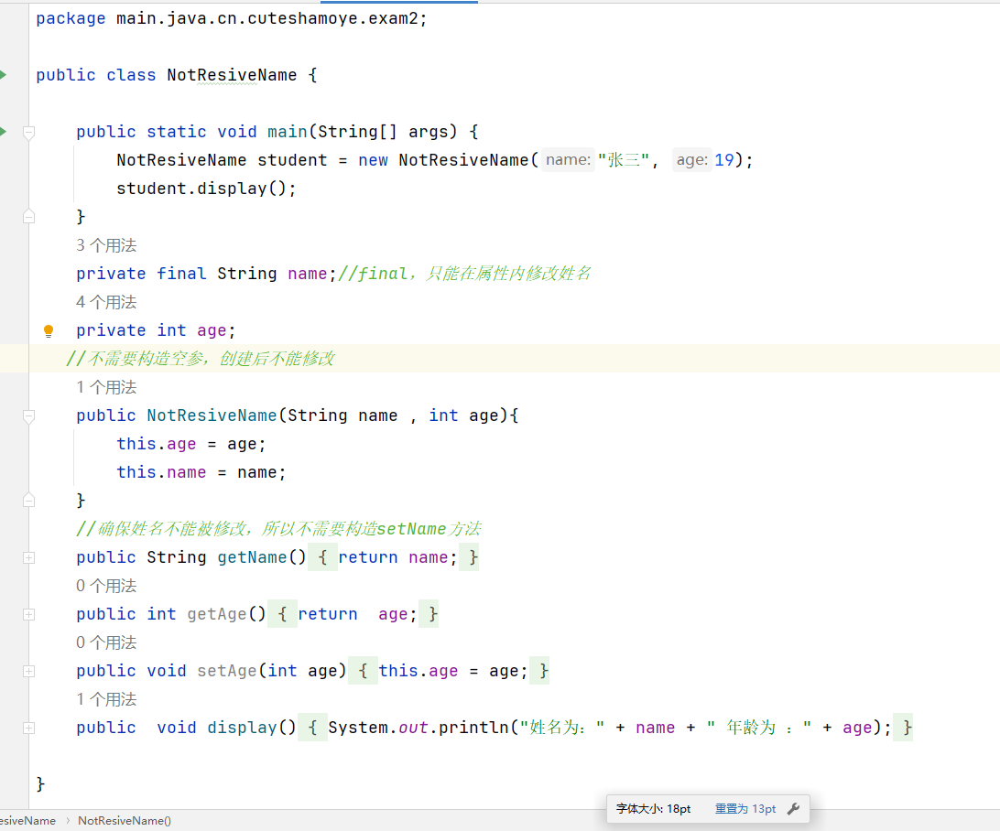 package main.java.cn.cuteshamoye.exam2;
public class NotResiveName {
public static void main(String[] args) {
NotResiveName student = new NotResiveName( name: "张三", age: 19);
student.display();
}
3 个用法
private final String name;//final，只能在属性内修改姓名
4 个用法
private int age;
//不需要构造空参，创建后不能修改
1 个用法
public NotResiveName(String name , int age){
this.age = age;
this.name = name;
}
//确保姓名不能被修改，所以不需要构造setName方法
public String getName() { return name; }
0 个用法
public int getAge() { return  age; }
0 个用法
public void setAge(int age) { this.age = age; }
1 个用法
public  void display() { System.out.println("姓名为：" + name + " 年龄为 ：" + age); }
}
字体大小: 18pt 重置为 13pt
esiveName › NotResiveName()